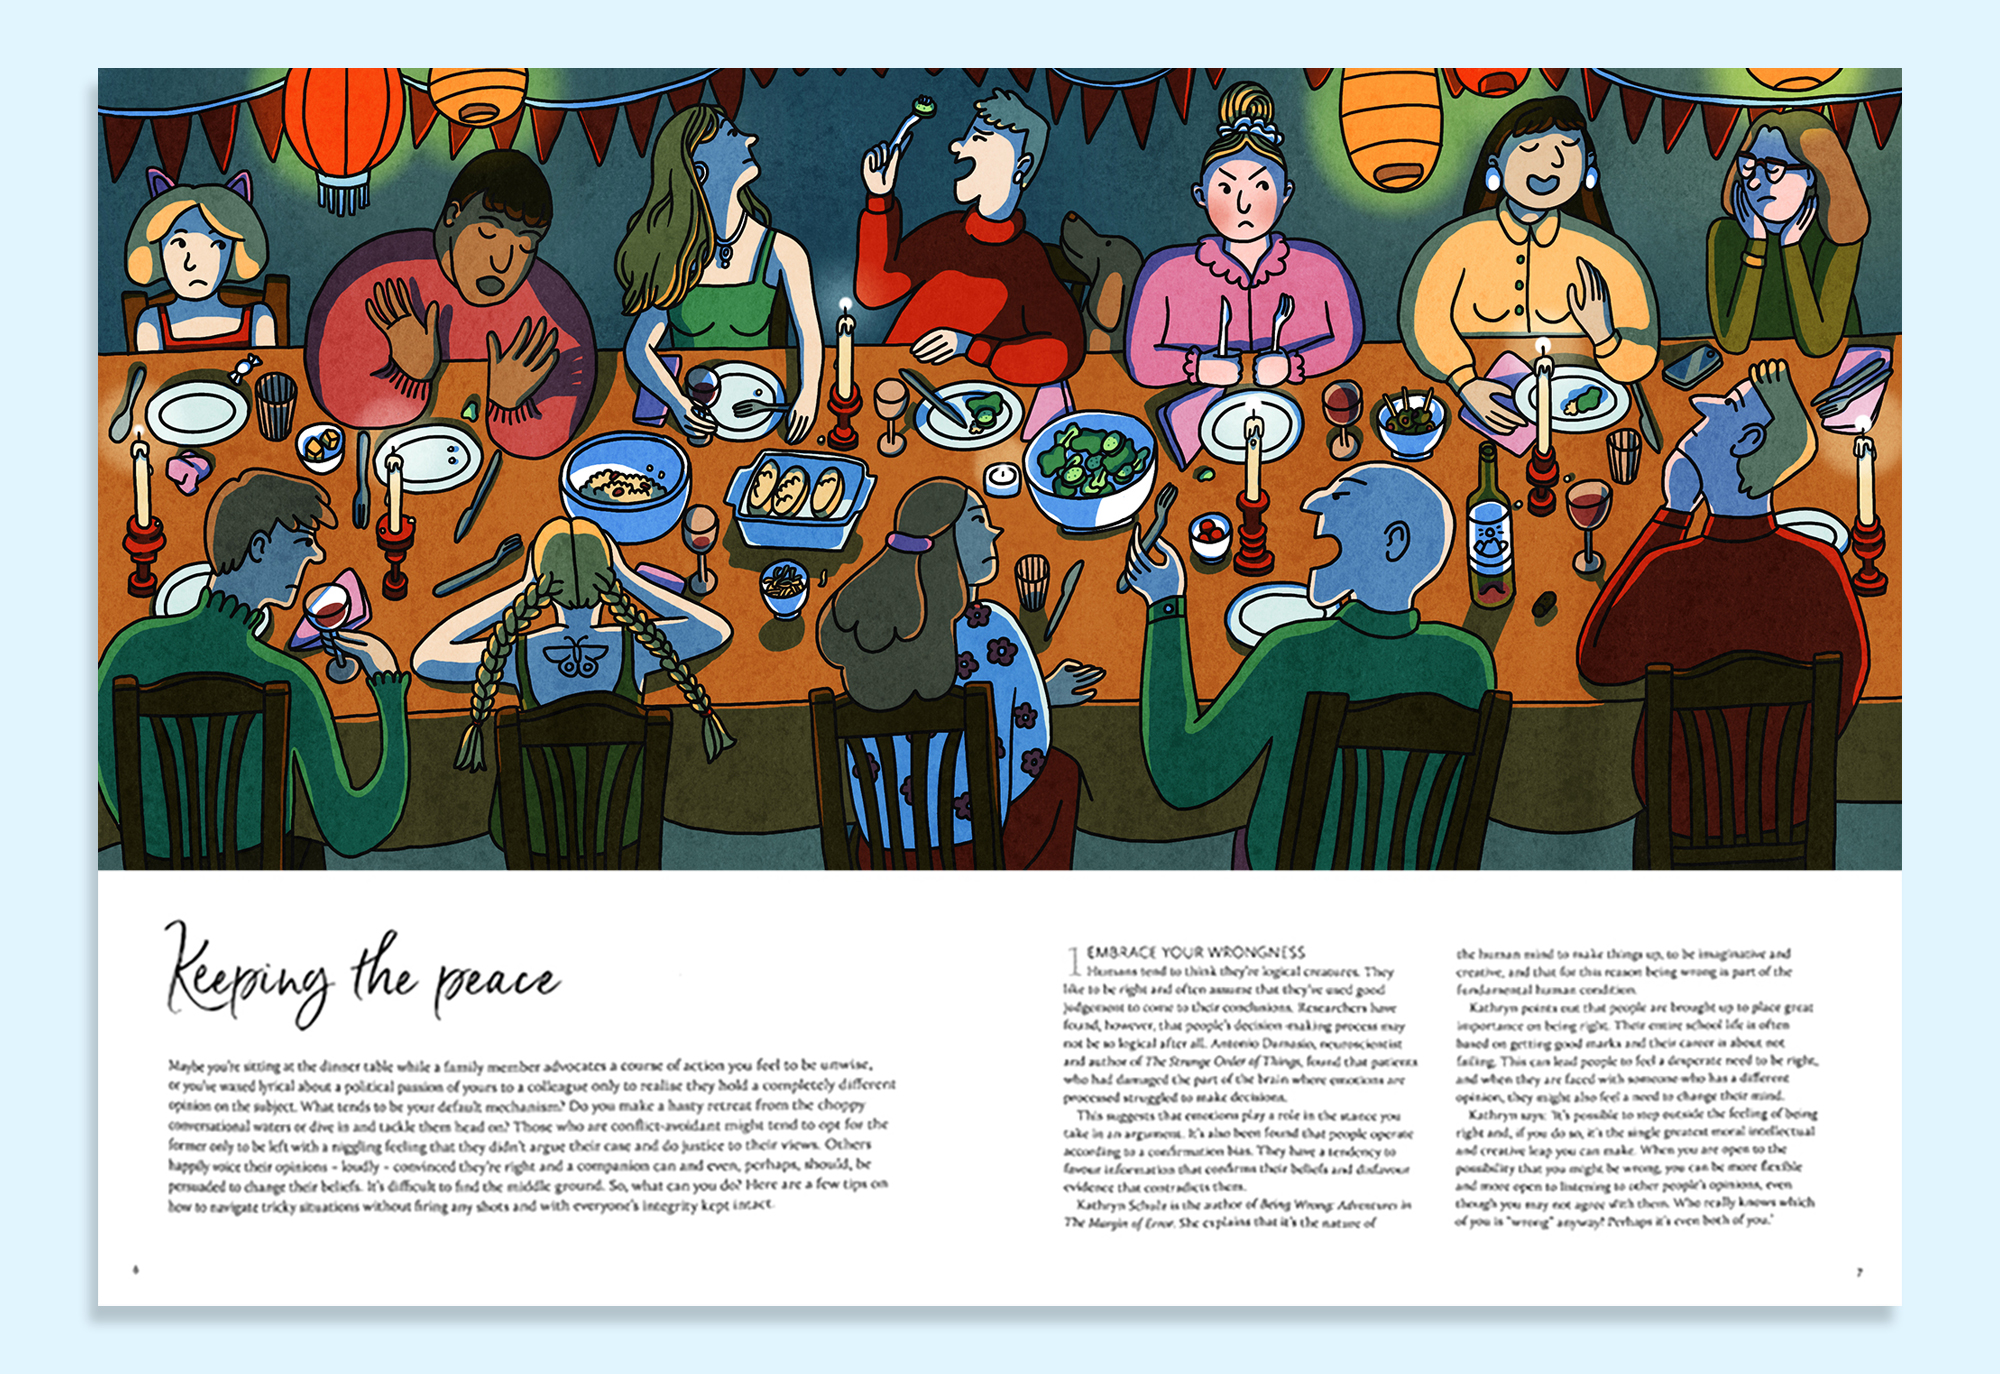 Keeping the peace
Maybe you're sitting at the dinner table while a family member advocates a course of action you feel to be unwise,
or you've waxed lyrical about a political passion of yours to a colleague only to realise they hold a completely different
opinion on the subject. What tends to be your default mechanism? Do you make a hasty retreat from the choppy
conversational waters or dive in and tackle them head on? Those who are conflict-avoidant might tend to opt for the
former only to be left with a niggling feeling that they didn't argue their case and do justice to their views. Others
happily voice their opinions – loudly – convinced they're right and a companion can and even, perhaps, should, be
persuaded to change their beliefs. It's difficult to find the middle ground. So, what can you do? Here are a few tips on
how to navigate tricky situations without firing any shots and with everyone's integrity kept intact.
6
1 EMBRACE YOUR WRONGNESS
Humans tend to think they're logical creatures. They
like to be right and often assume that they've used good
judgement to come to their conclusions. Researchers have
found, however, that people's decision-making process may
not be so logical after all. Antonio Damasio, neuroscientist
and author of The Strange Order of Things, found that patients
who had damaged the part of the brain where emotions are
processed struggled to make decisions.
This suggests that emotions play a role in the stance you
take in an argument. It's also been found that people operate
according to a confirmation bias. They have a tendency to
favour information that confirms their beliefs and disfavour
evidence that contradicts them.
Kathryn Schulz is the author of Being Wrong: Adventures in
The Margin of Error. She explains that it's the nature of
the human mind to make things up, to be imaginative and
creative, and that for this reason being wrong is part of the
fundamental human condition.
Kathryn points out that people are brought up to place great
importance on being right. Their entire school life is often
based on getting good marks and their career is about not
failing. This can lead people to feel a desperate need to be right,
and when they are faced with someone who has a different
opinion, they might also feel a need to change their mind.
Kathryn says: 'It's possible to step outside the feeling of being
right and, if you do so, it's the single greatest moral intellectual
and creative leap you can make. When you are open to the
possibility that you might be wrong, you can be more flexible
and more open to listening to other people's opinions, even
though you may not agree with them. Who really knows which
of you is "wrong" anyway? Perhaps it's even both of you.'
7